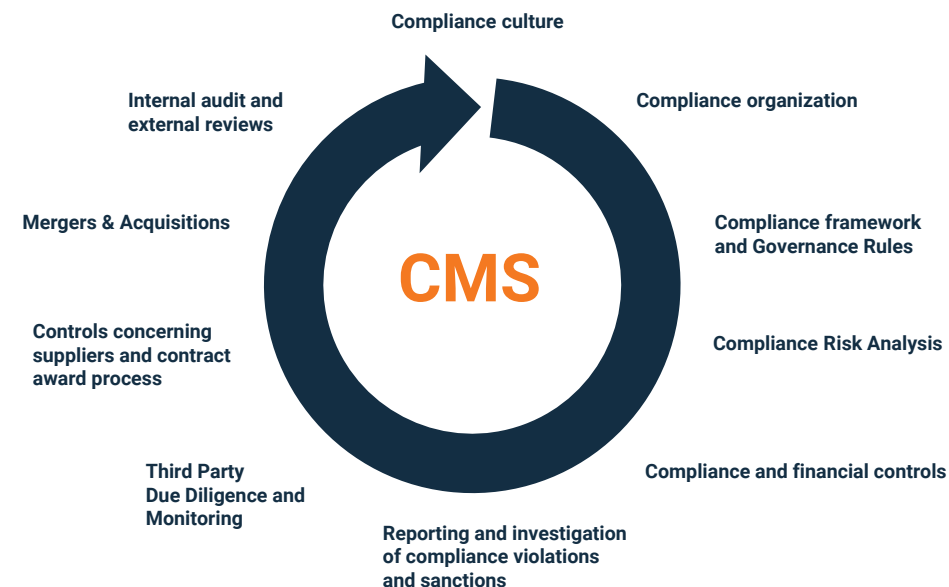 Compliance culture
Compliance organization
Compliance framework
and Governance Rules
Compliance Risk Analysis
Compliance and financial controls
Reporting and investigation
of compliance violations
and sanctions
Third Party
Due Diligence and
Monitoring
Controls concerning
suppliers and contract
award process
Mergers & Acquisitions
Internal audit and
external reviews
CMS